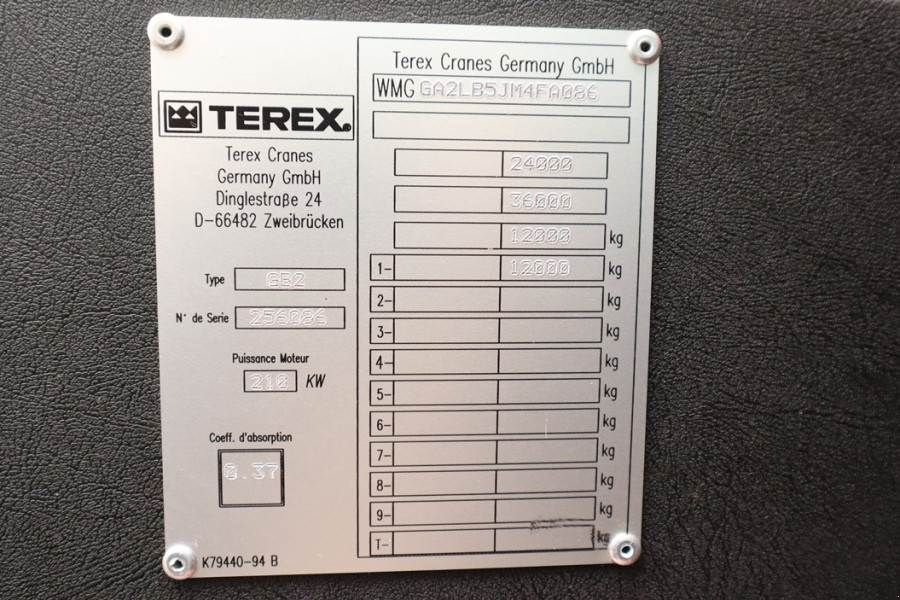 TEREX®
Terex Cranes
Germany GmbH
Dinglestraße 24
D-66482 Zweibrücken
Type GB2
N° de Serie 256086
Puissance Moteur
210 KW
Coeff. d'absorption
0.37
K79440-94 B
Terex Cranes Germany GmbH
WMG GA2LB5JM4FA086
24000
36000
12000 kg
1- 12000 kg
2- kg
3- kg
4- kg
5- kg
6- kg
7- kg
8- kg
9- kg
T- kg